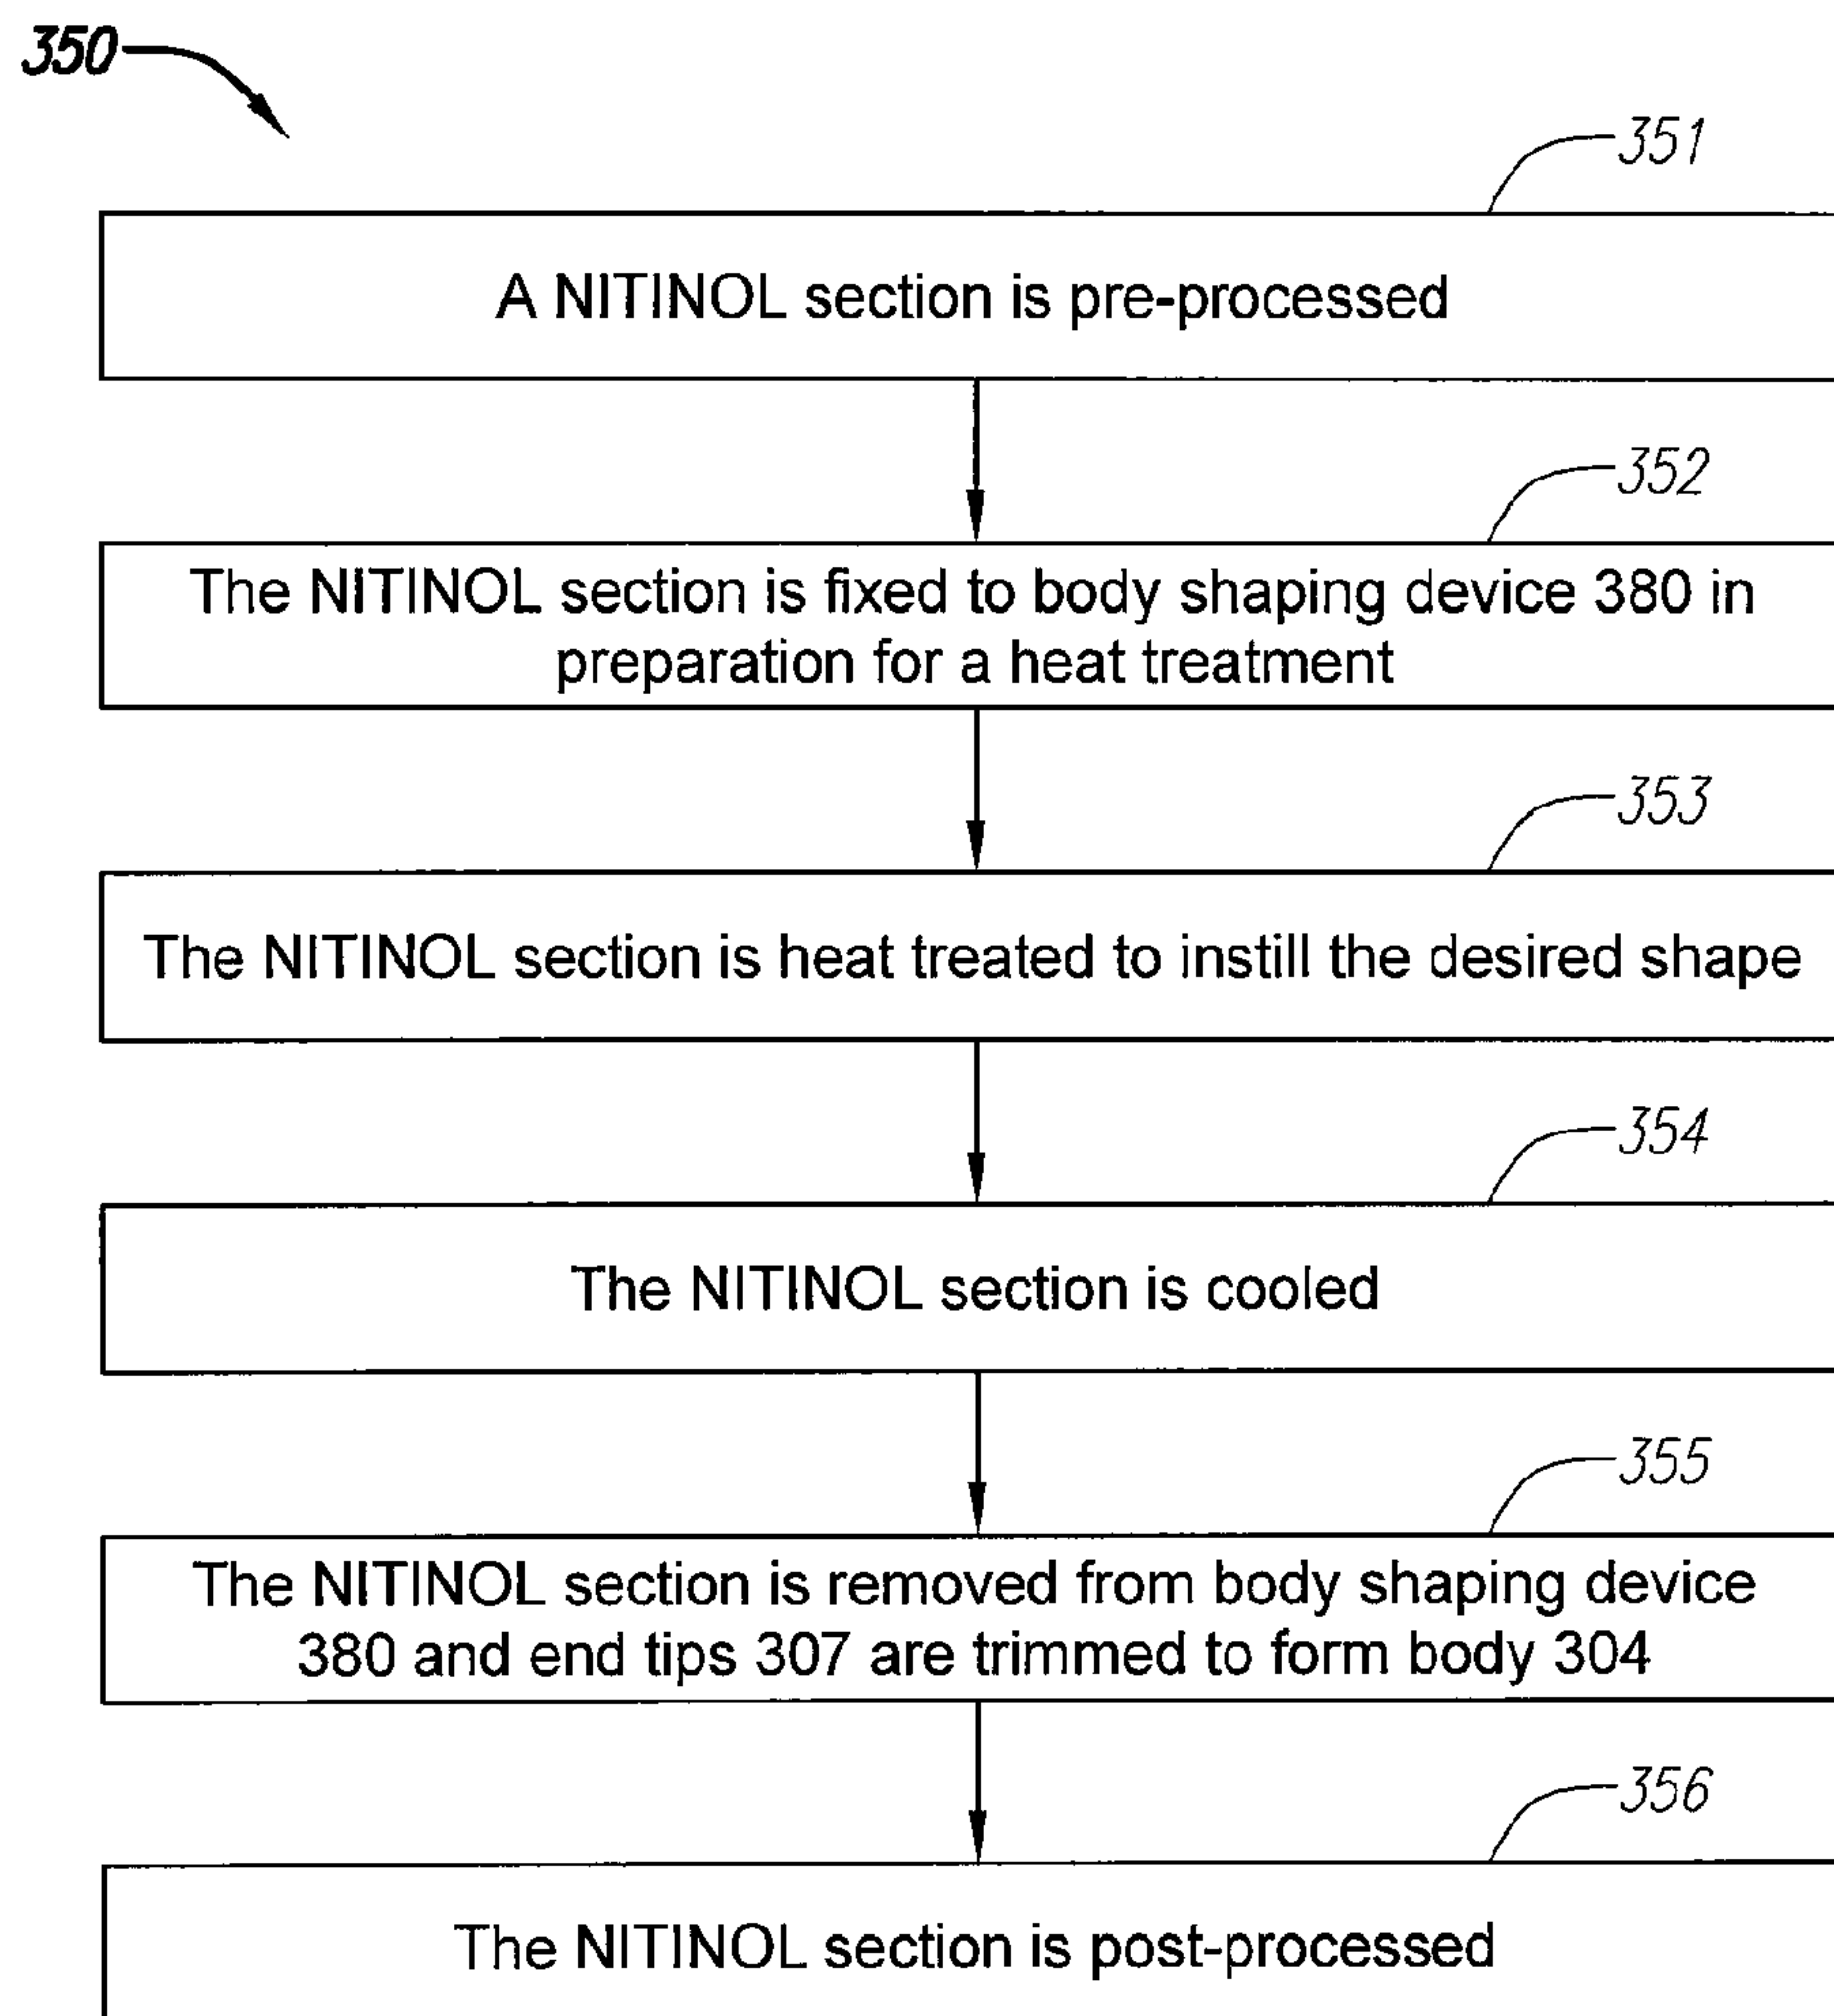 350
351
A NITINOL section is pre-processed
352
The NITINOL section is fixed to body shaping device 380 in
preparation for a heat treatment
353
The NITINOL section is heat treated to instill the desired shape
354
The NITINOL section is cooled
355
The NITINOL section is removed from body shaping device
380 and end tips 307 are trimmed to form body 304
356
The NITINOL section is post-processed